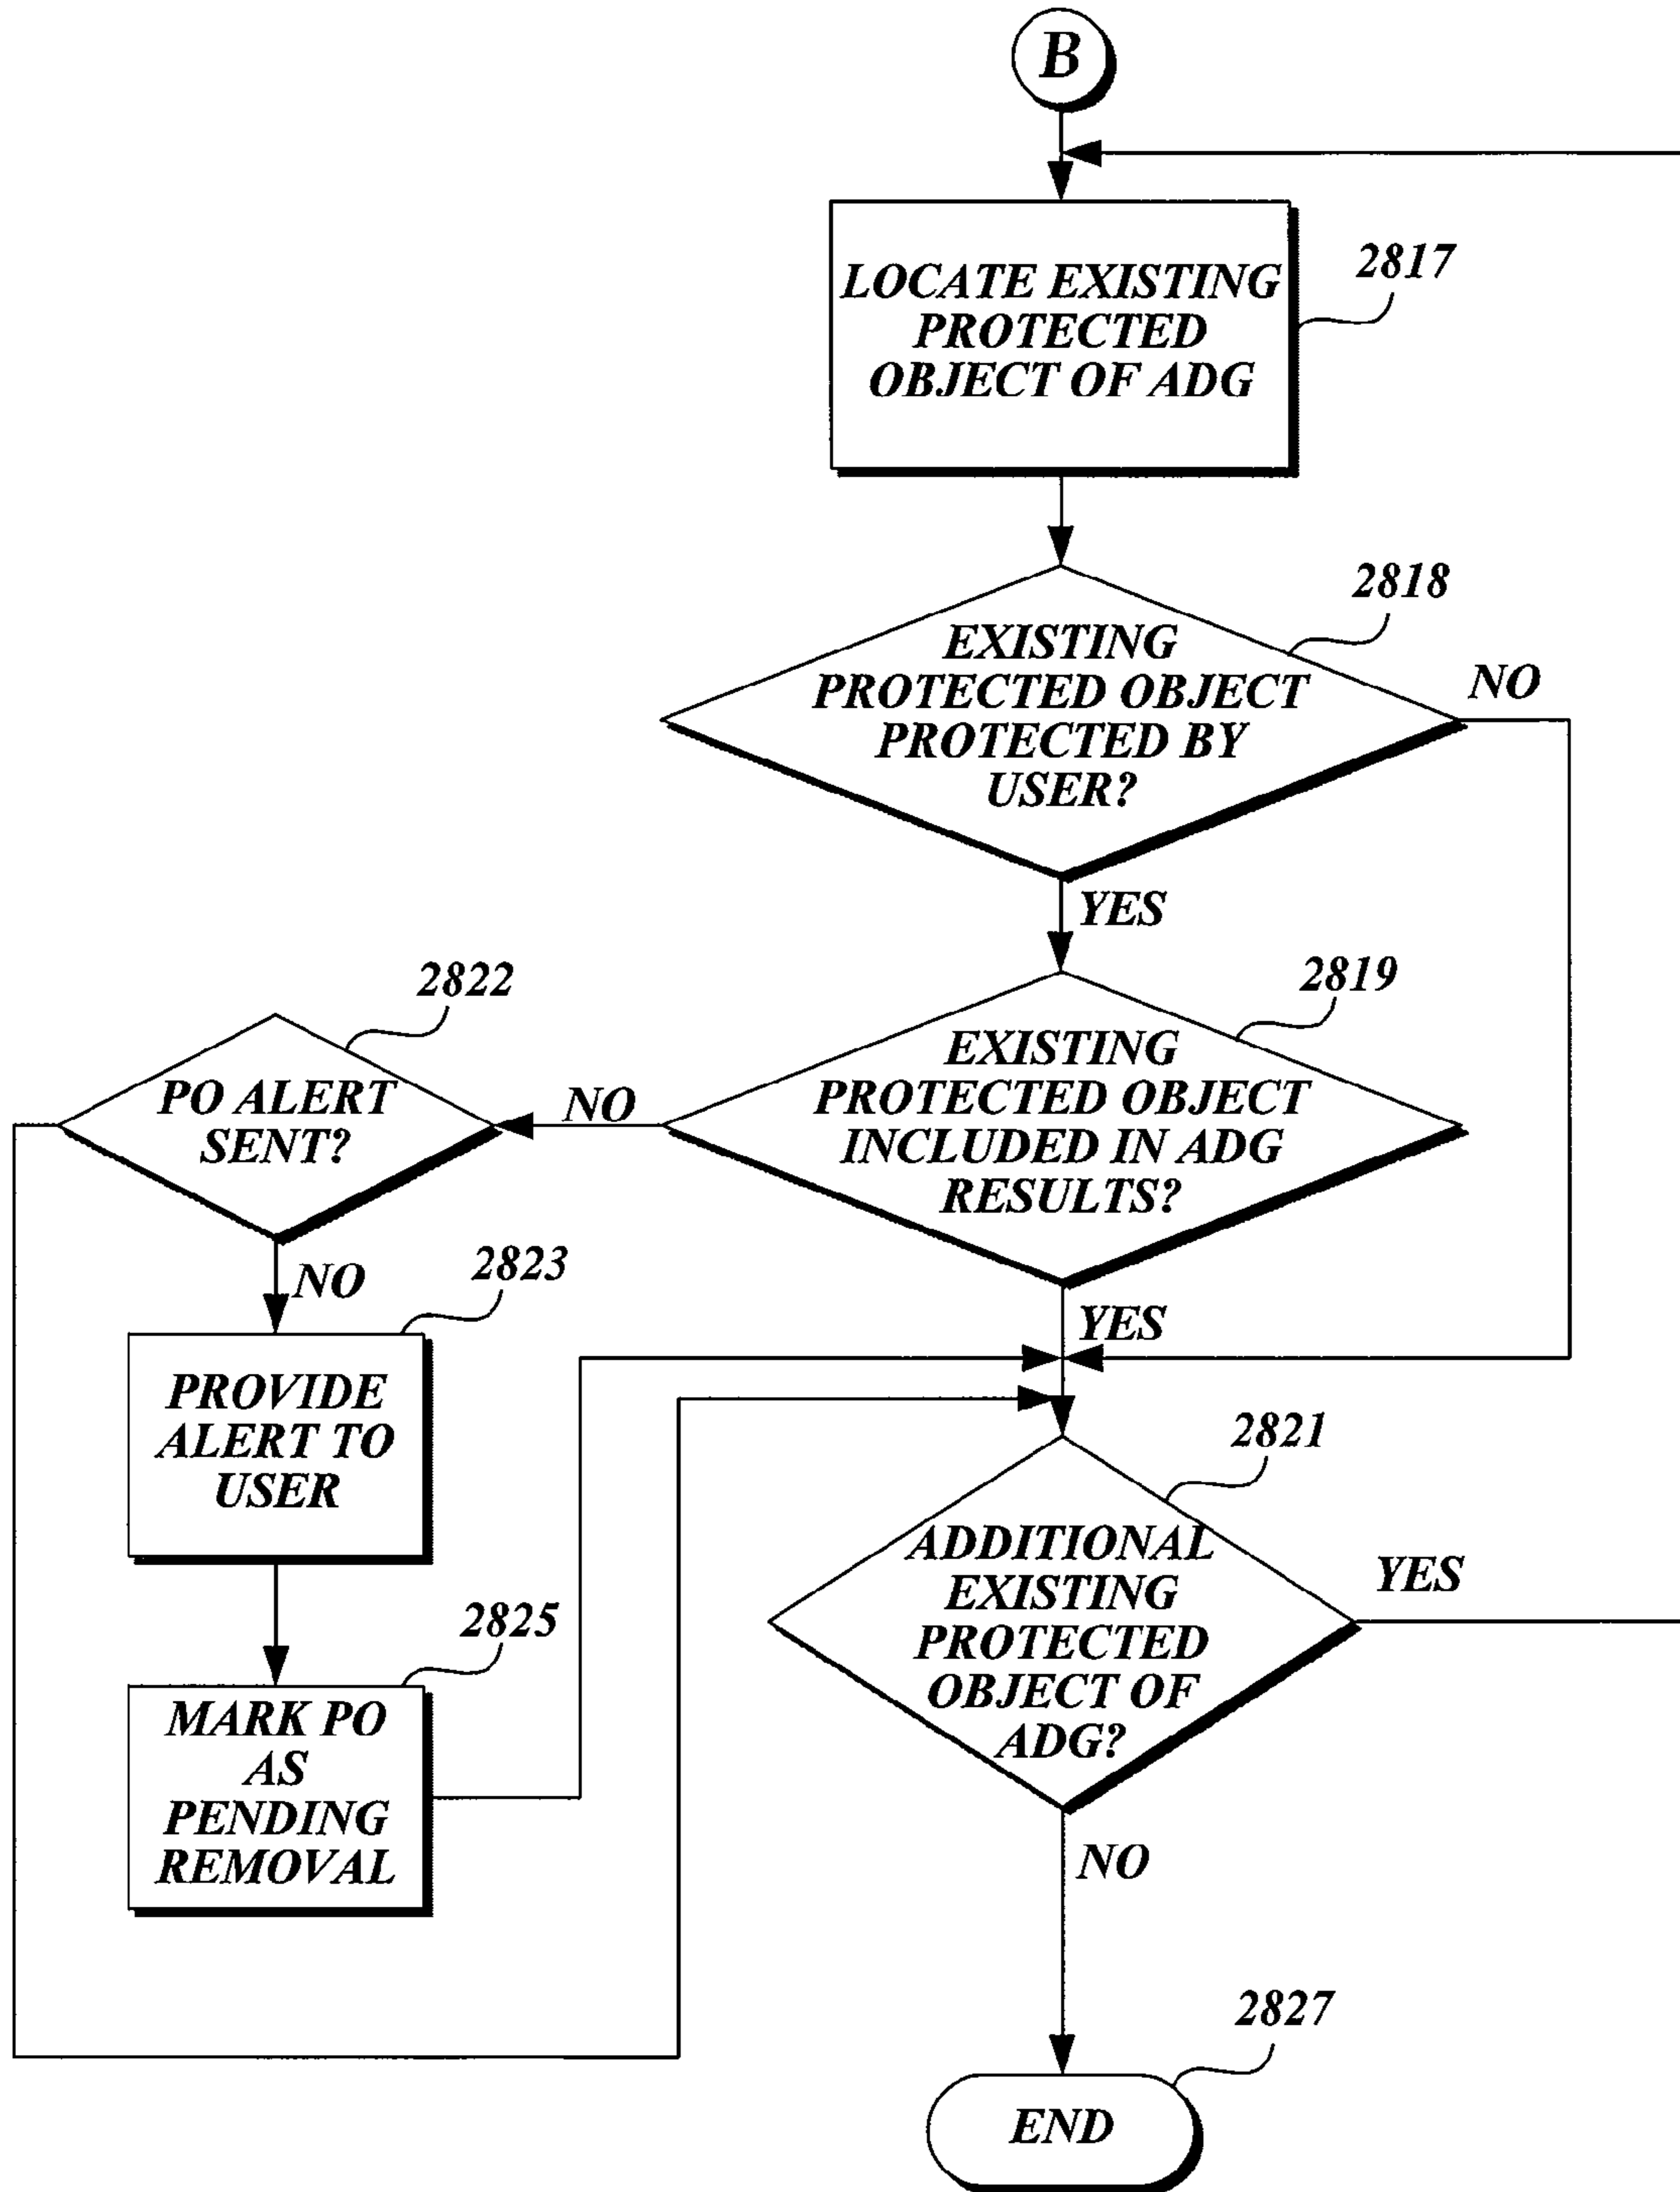 B
LOCATE EXISTING
PROTECTED
OBJECT OF ADG
2817
EXISTING
PROTECTED OBJECT
PROTECTED BY
USER?
2818
NO
YES
EXISTING
PROTECTED OBJECT
INCLUDED IN ADG
RESULTS?
2819
NO
PO ALERT
SENT?
2822
NO
PROVIDE
ALERT TO
USER
2823
MARK PO
AS
PENDING
REMOVAL
2825
YES
ADDITIONAL
EXISTING
PROTECTED
OBJECT OF
ADG?
2821
YES
NO
END
2827